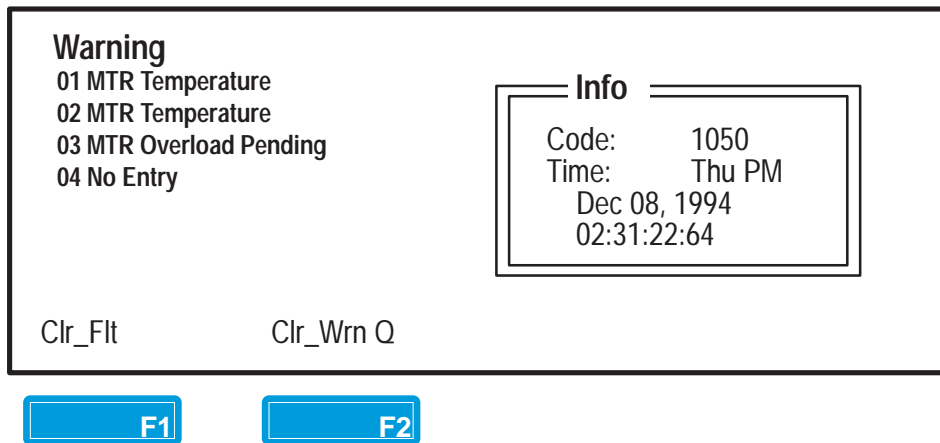 Warning
01 MTR Temperature
02 MTR Temperature
03 MTR Overload Pending
04 No Entry
Info
Code: 1050
Time: Thu PM
Dec 08, 1994
02:31:22:64
Clr_Flt Clr_Wrn Q
F1 F2